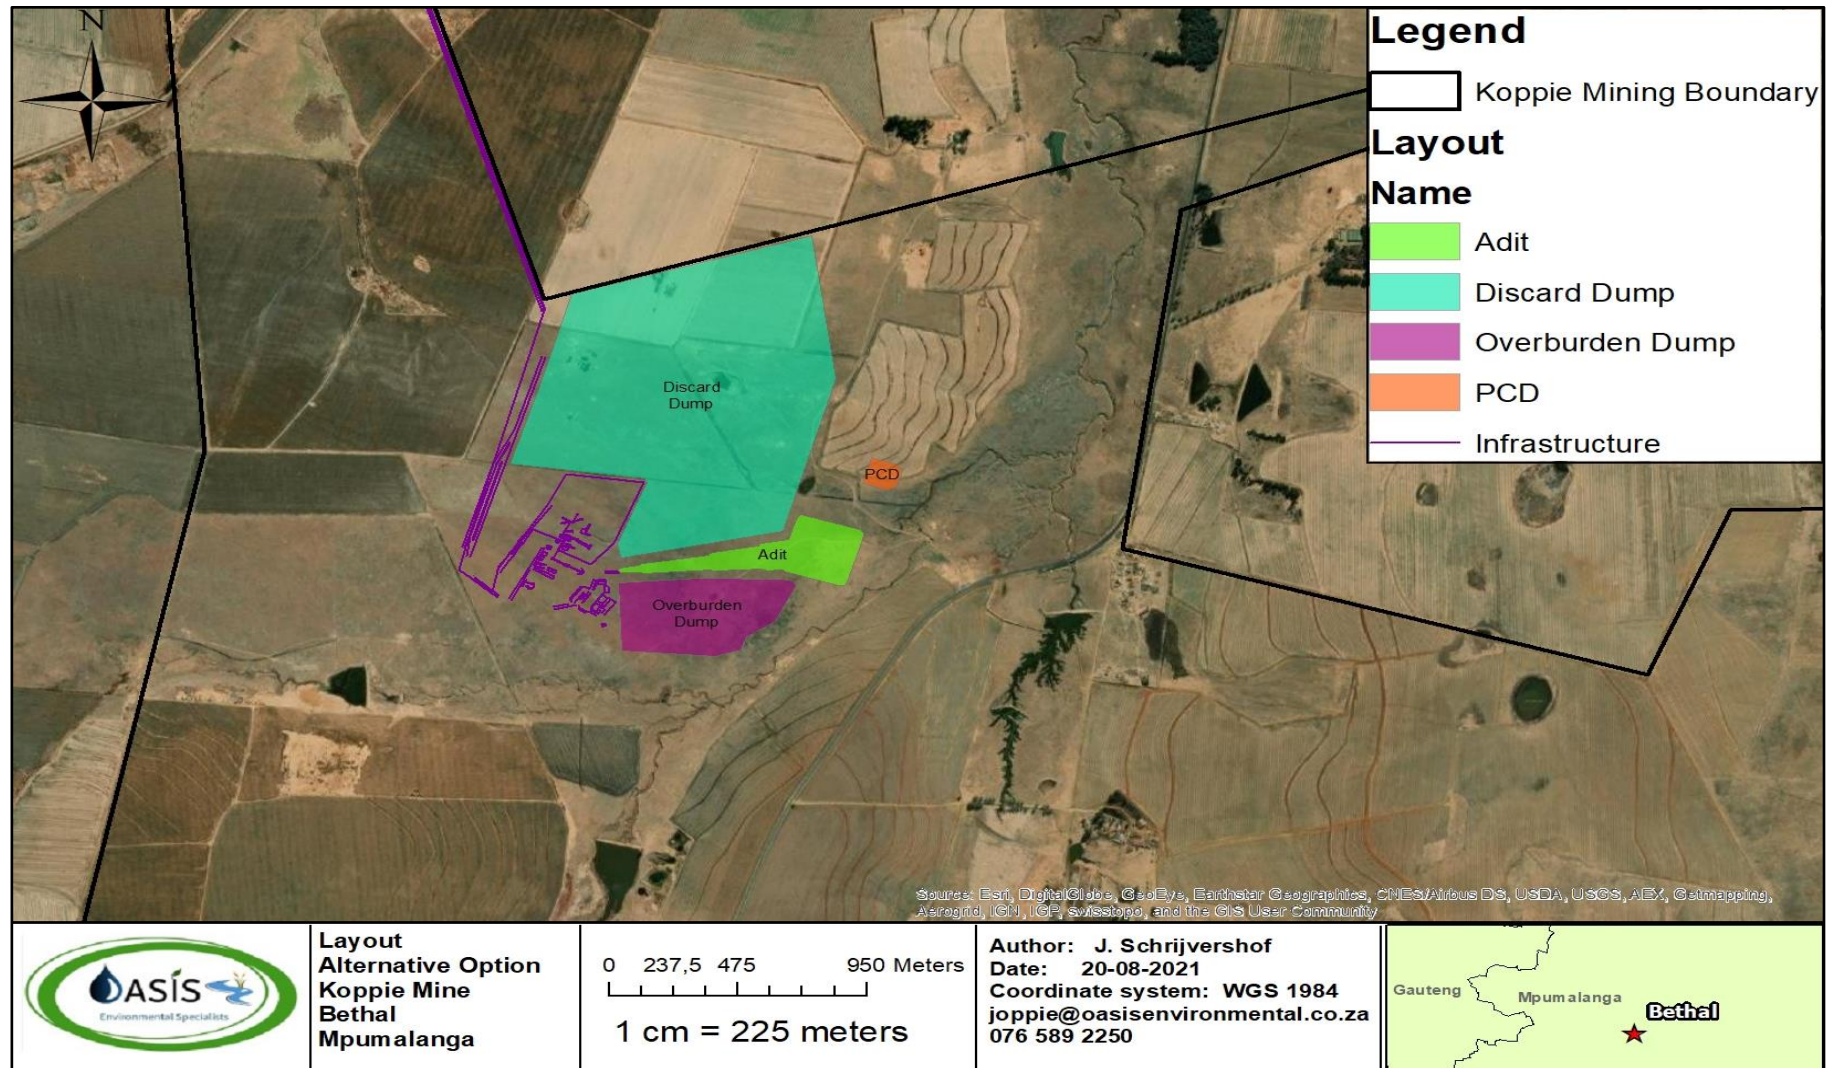 N
Legend
Koppie Mining Boundary
Layout
Name
Adit
Discard Dump
Overburden Dump
PCD
Infrastructure
Discard
Dump
PCD
Adit
Overburden
Dump
Source: Esri, DigitalGlobe, GeoEye, Earthstar Geographics, CNES/Airbus DS, USDA, USGS, AEX, Getmapping,
Aerogrid, IGN, IGP, swisstopo, and the GIS User Community
OASIS
Environmental Specialists
Layout
Alternative Option
Koppie Mine
Bethal
Mpumalanga
0 237,5 475 950 Meters
1 cm = 225 meters
Author: J. Schrijvershof
Date: 20-08-2021
Coordinate system: WGS 1984
joppie@oasisenvironmental.co.za
076 589 2250
Gauteng
Mpumalanga
Bethal